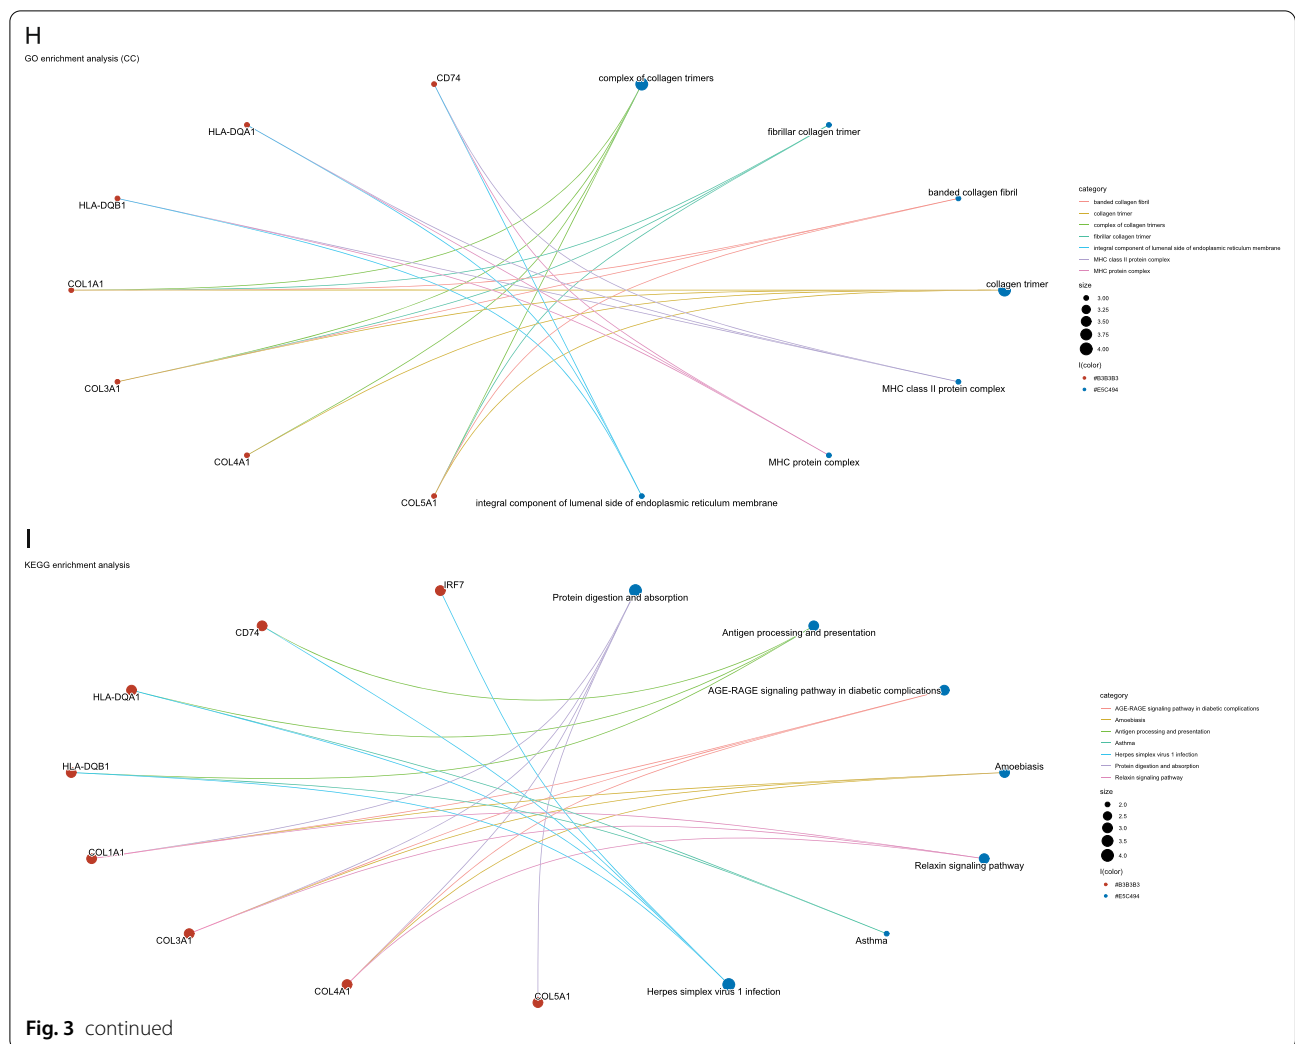 H
GO enrichment analysis (CC)
CD74
complex of collagen trimers
HLA-DQA1
fibrillar collagen trimer
HLA-DQB1
banded collagen fibril
COL1A1
collagen trimer
COL3A1
MHC class II protein complex
COL4A1
MHC protein complex
COL5A1
integral component of lumenal side of endoplasmic reticulum membrane
category
banded collagen fibril
collagen trimer
complex of collagen trimers
fibrillar collagen trimer
integral component of lumenal side of endoplasmic reticulum membrane
MHC class II protein complex
MHC protein complex
size
3.00
3.25
3.50
3.75
4.00
I(color)
#B3B3B3
#E5C494
I
KEGG enrichment analysis
IRF7
Protein digestion and absorption
CD74
Antigen processing and presentation
HLA-DQA1
AGE-RAGE signaling pathway in diabetic complications
HLA-DQB1
Amoebiasis
COL1A1
Relaxin signaling pathway
COL3A1
Asthma
COL4A1
Herpes simplex virus 1 infection
COL5A1
category
AGE-RAGE signaling pathway in diabetic complications
Amoebiasis
Antigen processing and presentation
Asthma
Herpes simplex virus 1 infection
Protein digestion and absorption
Relaxin signaling pathway
size
2.0
2.5
3.0
3.5
4.0
I(color)
#B3B3B3
#E5C494
Fig. 3 continued